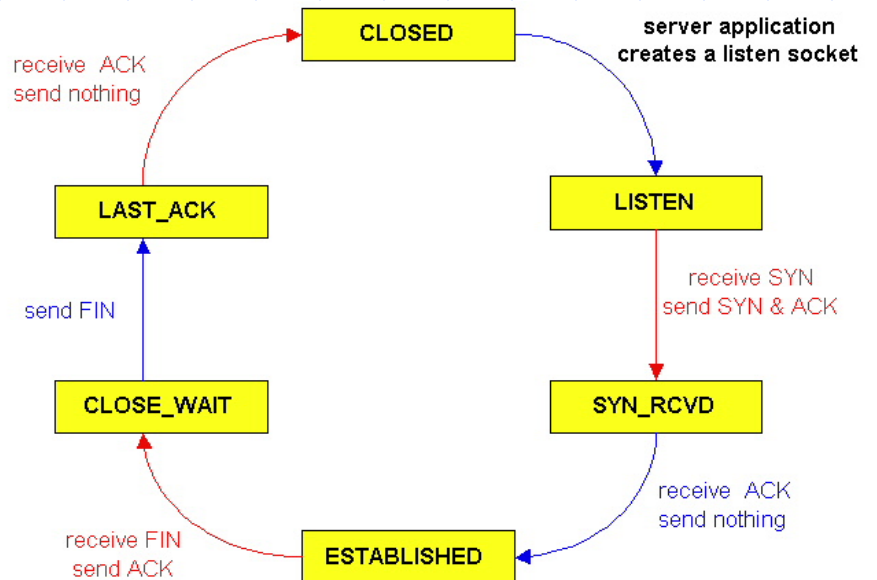 CLOSED
server application
creates a listen socket
receive ACK
send nothing
LAST_ACK
LISTEN
receive SYN
send SYN & ACK
send FIN
CLOSE_WAIT
SYN_RCVD
receive ACK
send nothing
receive FIN
send ACK
ESTABLISHED